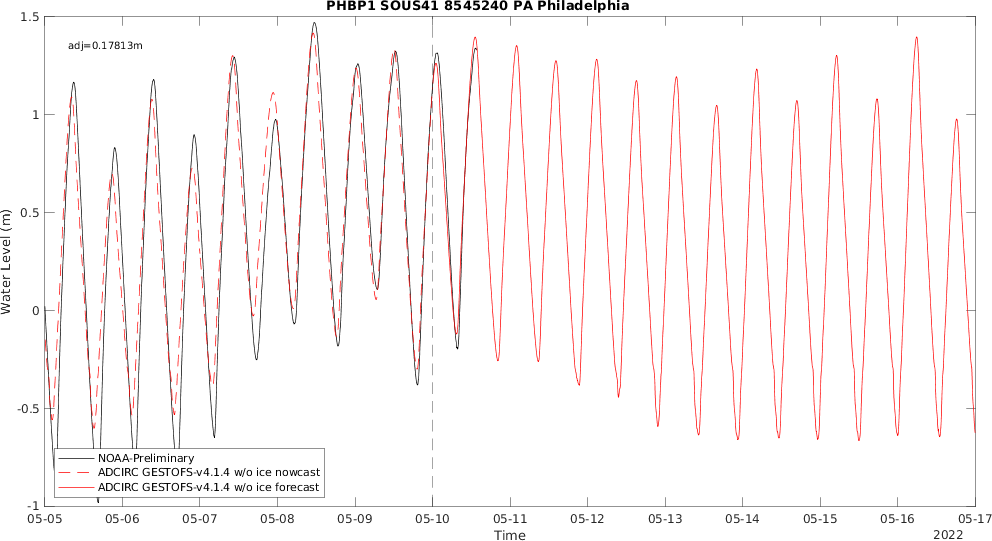 PHBP1 SOUS41 8545240 PA Philadelphia
adj=0.17813m
1.5
1
0.5
0
-0.5
-1
Water Level (m)
NOAA-Preliminary
ADCIRC GESTOFS-v4.1.4 w/o ice nowcast
ADCIRC GESTOFS-v4.1.4 w/o ice forecast
05-05 05-06 05-07 05-08 05-09 05-10 05-11 05-12 05-13 05-14 05-15 05-16 05-17
Time
2022